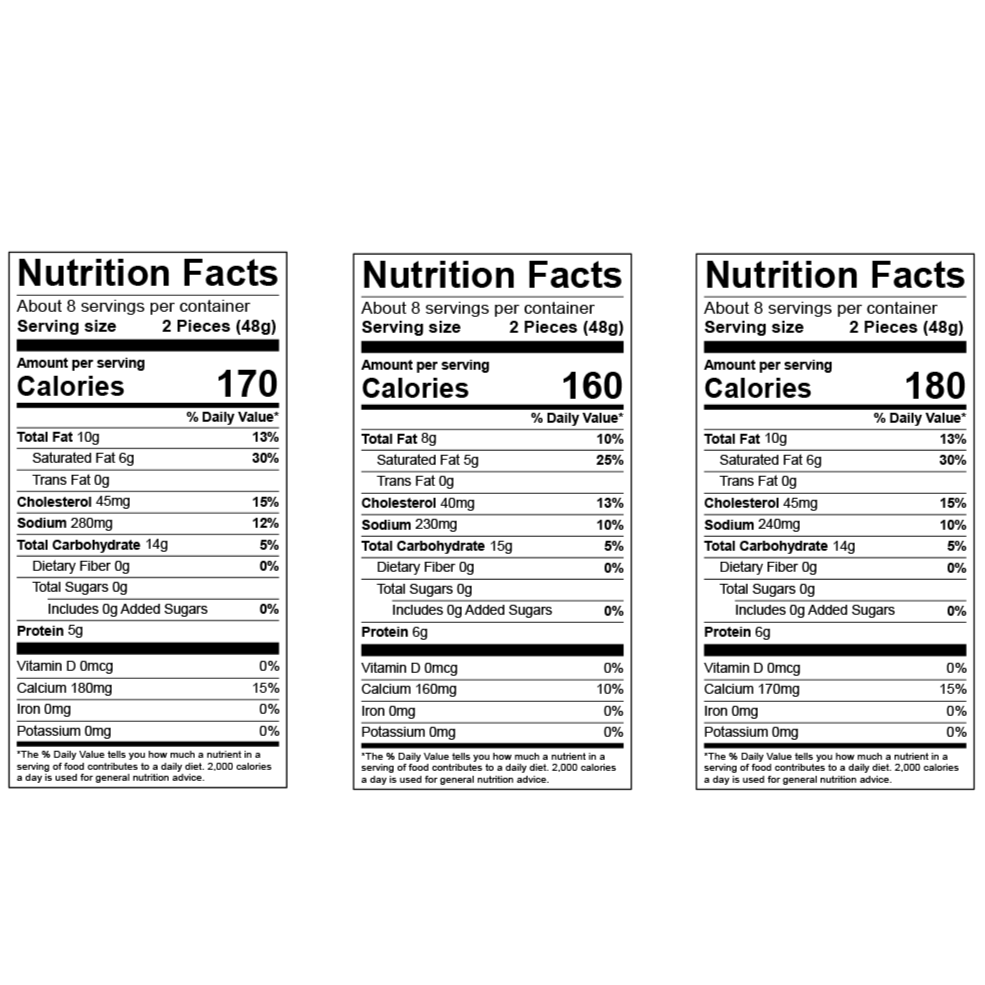 Nutrition Facts
About 8 servings per container
Serving size 2 Pieces (48g)
Amount per serving
Calories 170
% Daily Value*
Total Fat 10g 13%
Saturated Fat 6g 30%
Trans Fat 0g
Cholesterol 45mg 15%
Sodium 280mg 12%
Total Carbohydrate 14g 5%
Dietary Fiber 0g 0%
Total Sugars 0g
Includes 0g Added Sugars 0%
Protein 5g
Vitamin D 0mcg 0%
Calcium 180mg 15%
Iron 0mg 0%
Potassium 0mg 0%
*The % Daily Value tells you how much a nutrient in a
serving of food contributes to a daily diet. 2,000 calories
a day is used for general nutrition advice.
Nutrition Facts
About 8 servings per container
Serving size 2 Pieces (48g)
Amount per serving
Calories 160
% Daily Value*
Total Fat 8g 10%
Saturated Fat 5g 25%
Trans Fat 0g
Cholesterol 40mg 13%
Sodium 230mg 10%
Total Carbohydrate 15g 5%
Dietary Fiber 0g 0%
Total Sugars 0g
Includes 0g Added Sugars 0%
Protein 6g
Vitamin D 0mcg 0%
Calcium 160mg 10%
Iron 0mg 0%
Potassium 0mg 0%
*The % Daily Value tells you how much a nutrient in a
serving of food contributes to a daily diet. 2,000 calories
a day is used for general nutrition advice.
Nutrition Facts
About 8 servings per container
Serving size 2 Pieces (48g)
Amount per serving
Calories 180
% Daily Value*
Total Fat 10g 13%
Saturated Fat 6g 30%
Trans Fat 0g
Cholesterol 45mg 15%
Sodium 240mg 10%
Total Carbohydrate 14g 5%
Dietary Fiber 0g 0%
Total Sugars 0g
Includes 0g Added Sugars 0%
Protein 6g
Vitamin D 0mcg 0%
Calcium 170mg 15%
Iron 0mg 0%
Potassium 0mg 0%
*The % Daily Value tells you how much a nutrient in a
serving of food contributes to a daily diet. 2,000 calories
a day is used for general nutrition advice.